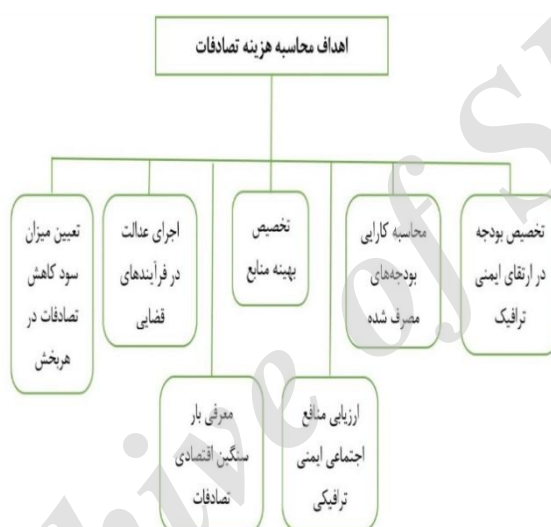 اهداف محاسبه هزینه تصادفات
تخصیص بودجه
در ارتقای ایمنی
ترافیک
محاسبه کارایی
بودجه‌های
مصرف شده
تخصیص
بهینه منابع
اجرای عدالت
در فرآیندهای
قضایی
تعیین میزان
سود کاهش
تصادفات در
هربخش
ارزیابی منافع
اجتماعی ایمنی
ترافیکی
معرفی بار
سنگین اقتصادی
تصادفات
hive of S